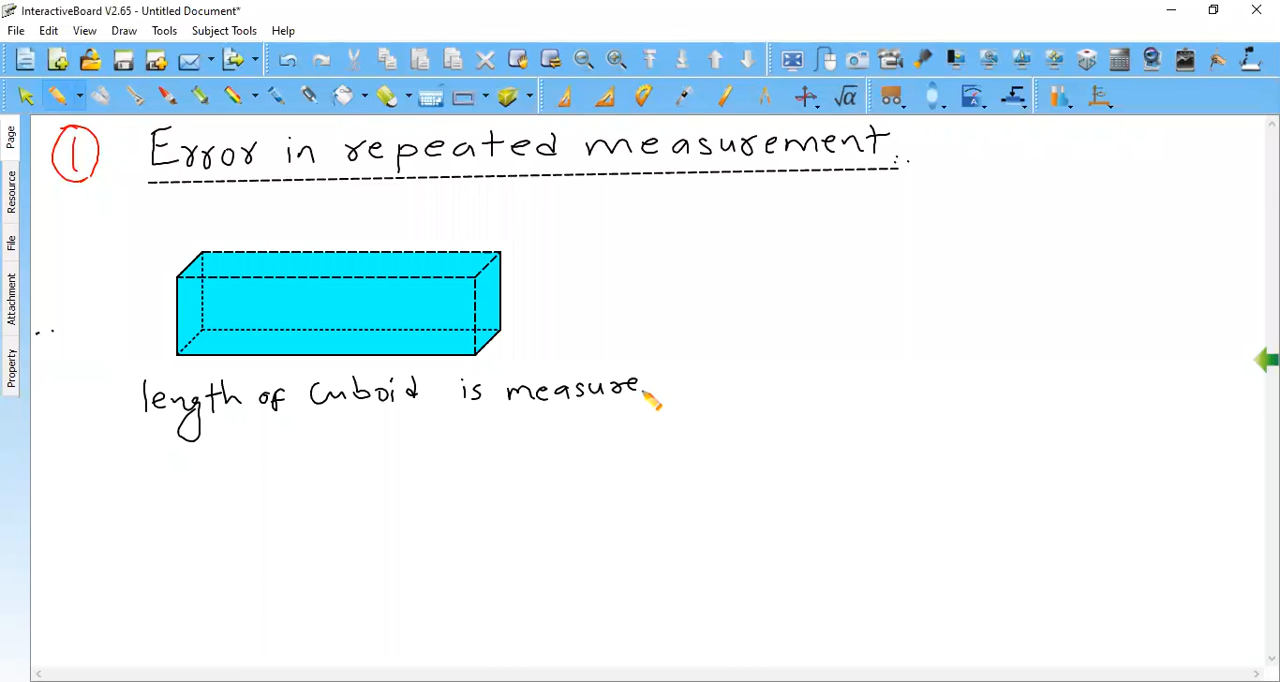 InteractiveBoard V2.65 - Untitled Document*
File Edit View Draw Tools Subject Tools Help
Page
Resource
File
Attachment
Property
1 Error in repeated measurement
length of cuboid is measure